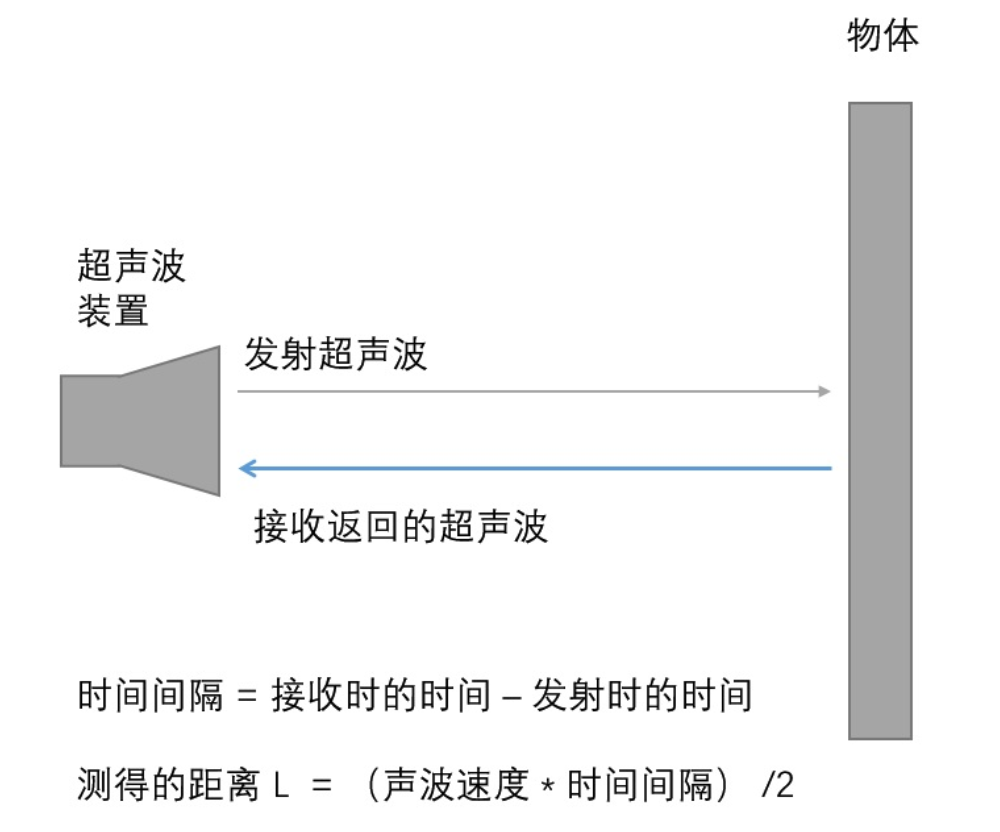 物体
超声波
装置
发射超声波
接收返回的超声波
时间间隔 = 接收时的时间 – 发射时的时间
测得的距离 L = （声波速度 * 时间间隔） /2